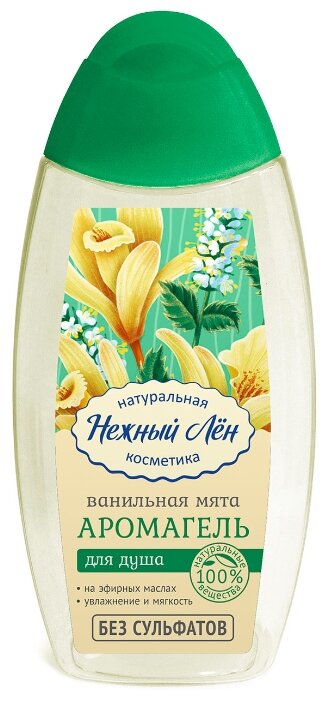 натуральная
Нежный Лён
косметика
ванильная мята
АРОМАГЕЛЬ
для душа
• на эфирных маслах
• увлажнение и мягкость
натуральные
100%
вещества
БЕЗ СУЛЬФАТОВ